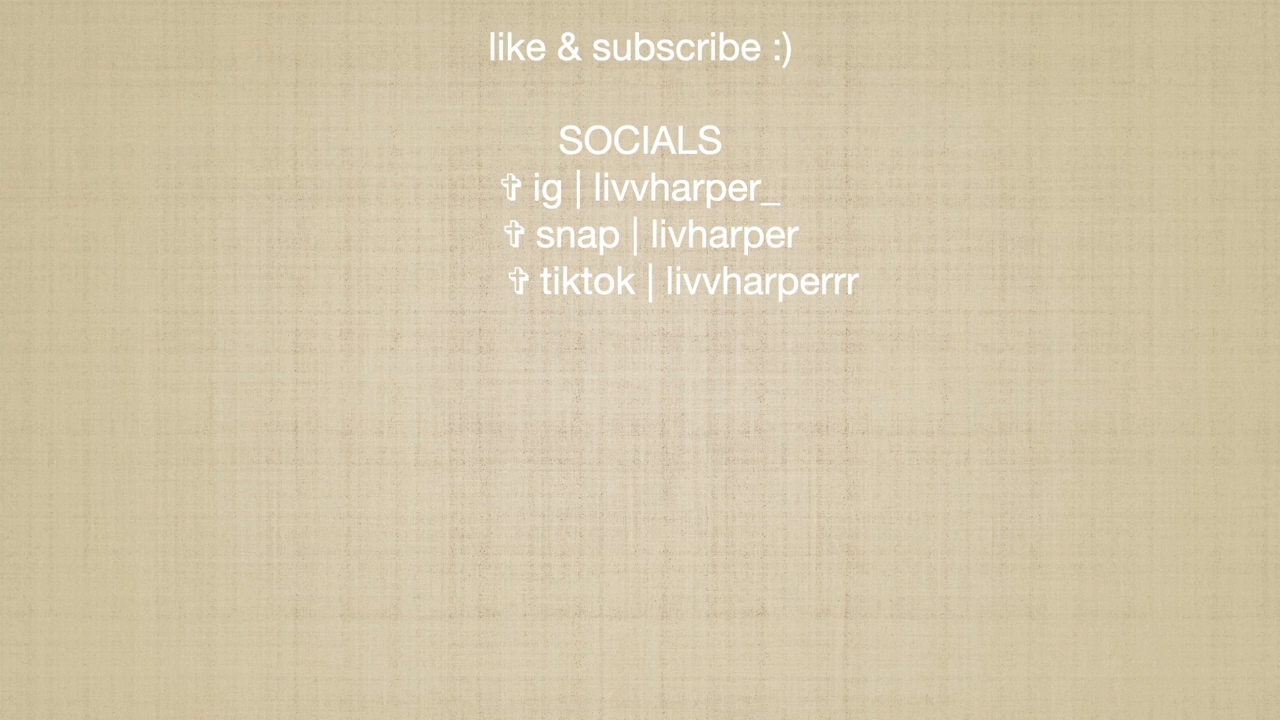 like & subscribe :)
SOCIALS
✞ ig | livvharper_
✞ snap | livharper
✞ tiktok | livvharperrr